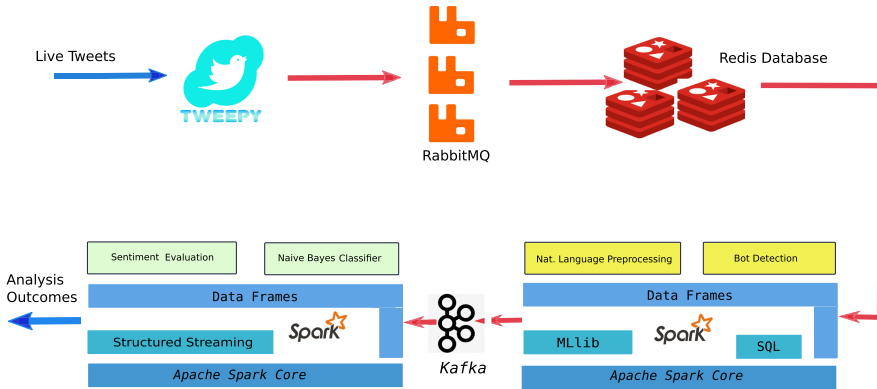 Live Tweets
TWEEPY
RabbitMQ
Redis Database
Sentiment Evaluation
Naive Bayes Classifier
Nat. Language Preprocessing
Bot Detection
Analysis
Outcomes
Data Frames
Data Frames
Spark
Structured Streaming
Spark
MLlib
SQL
Kafka
Apache Spark Core
Apache Spark Core